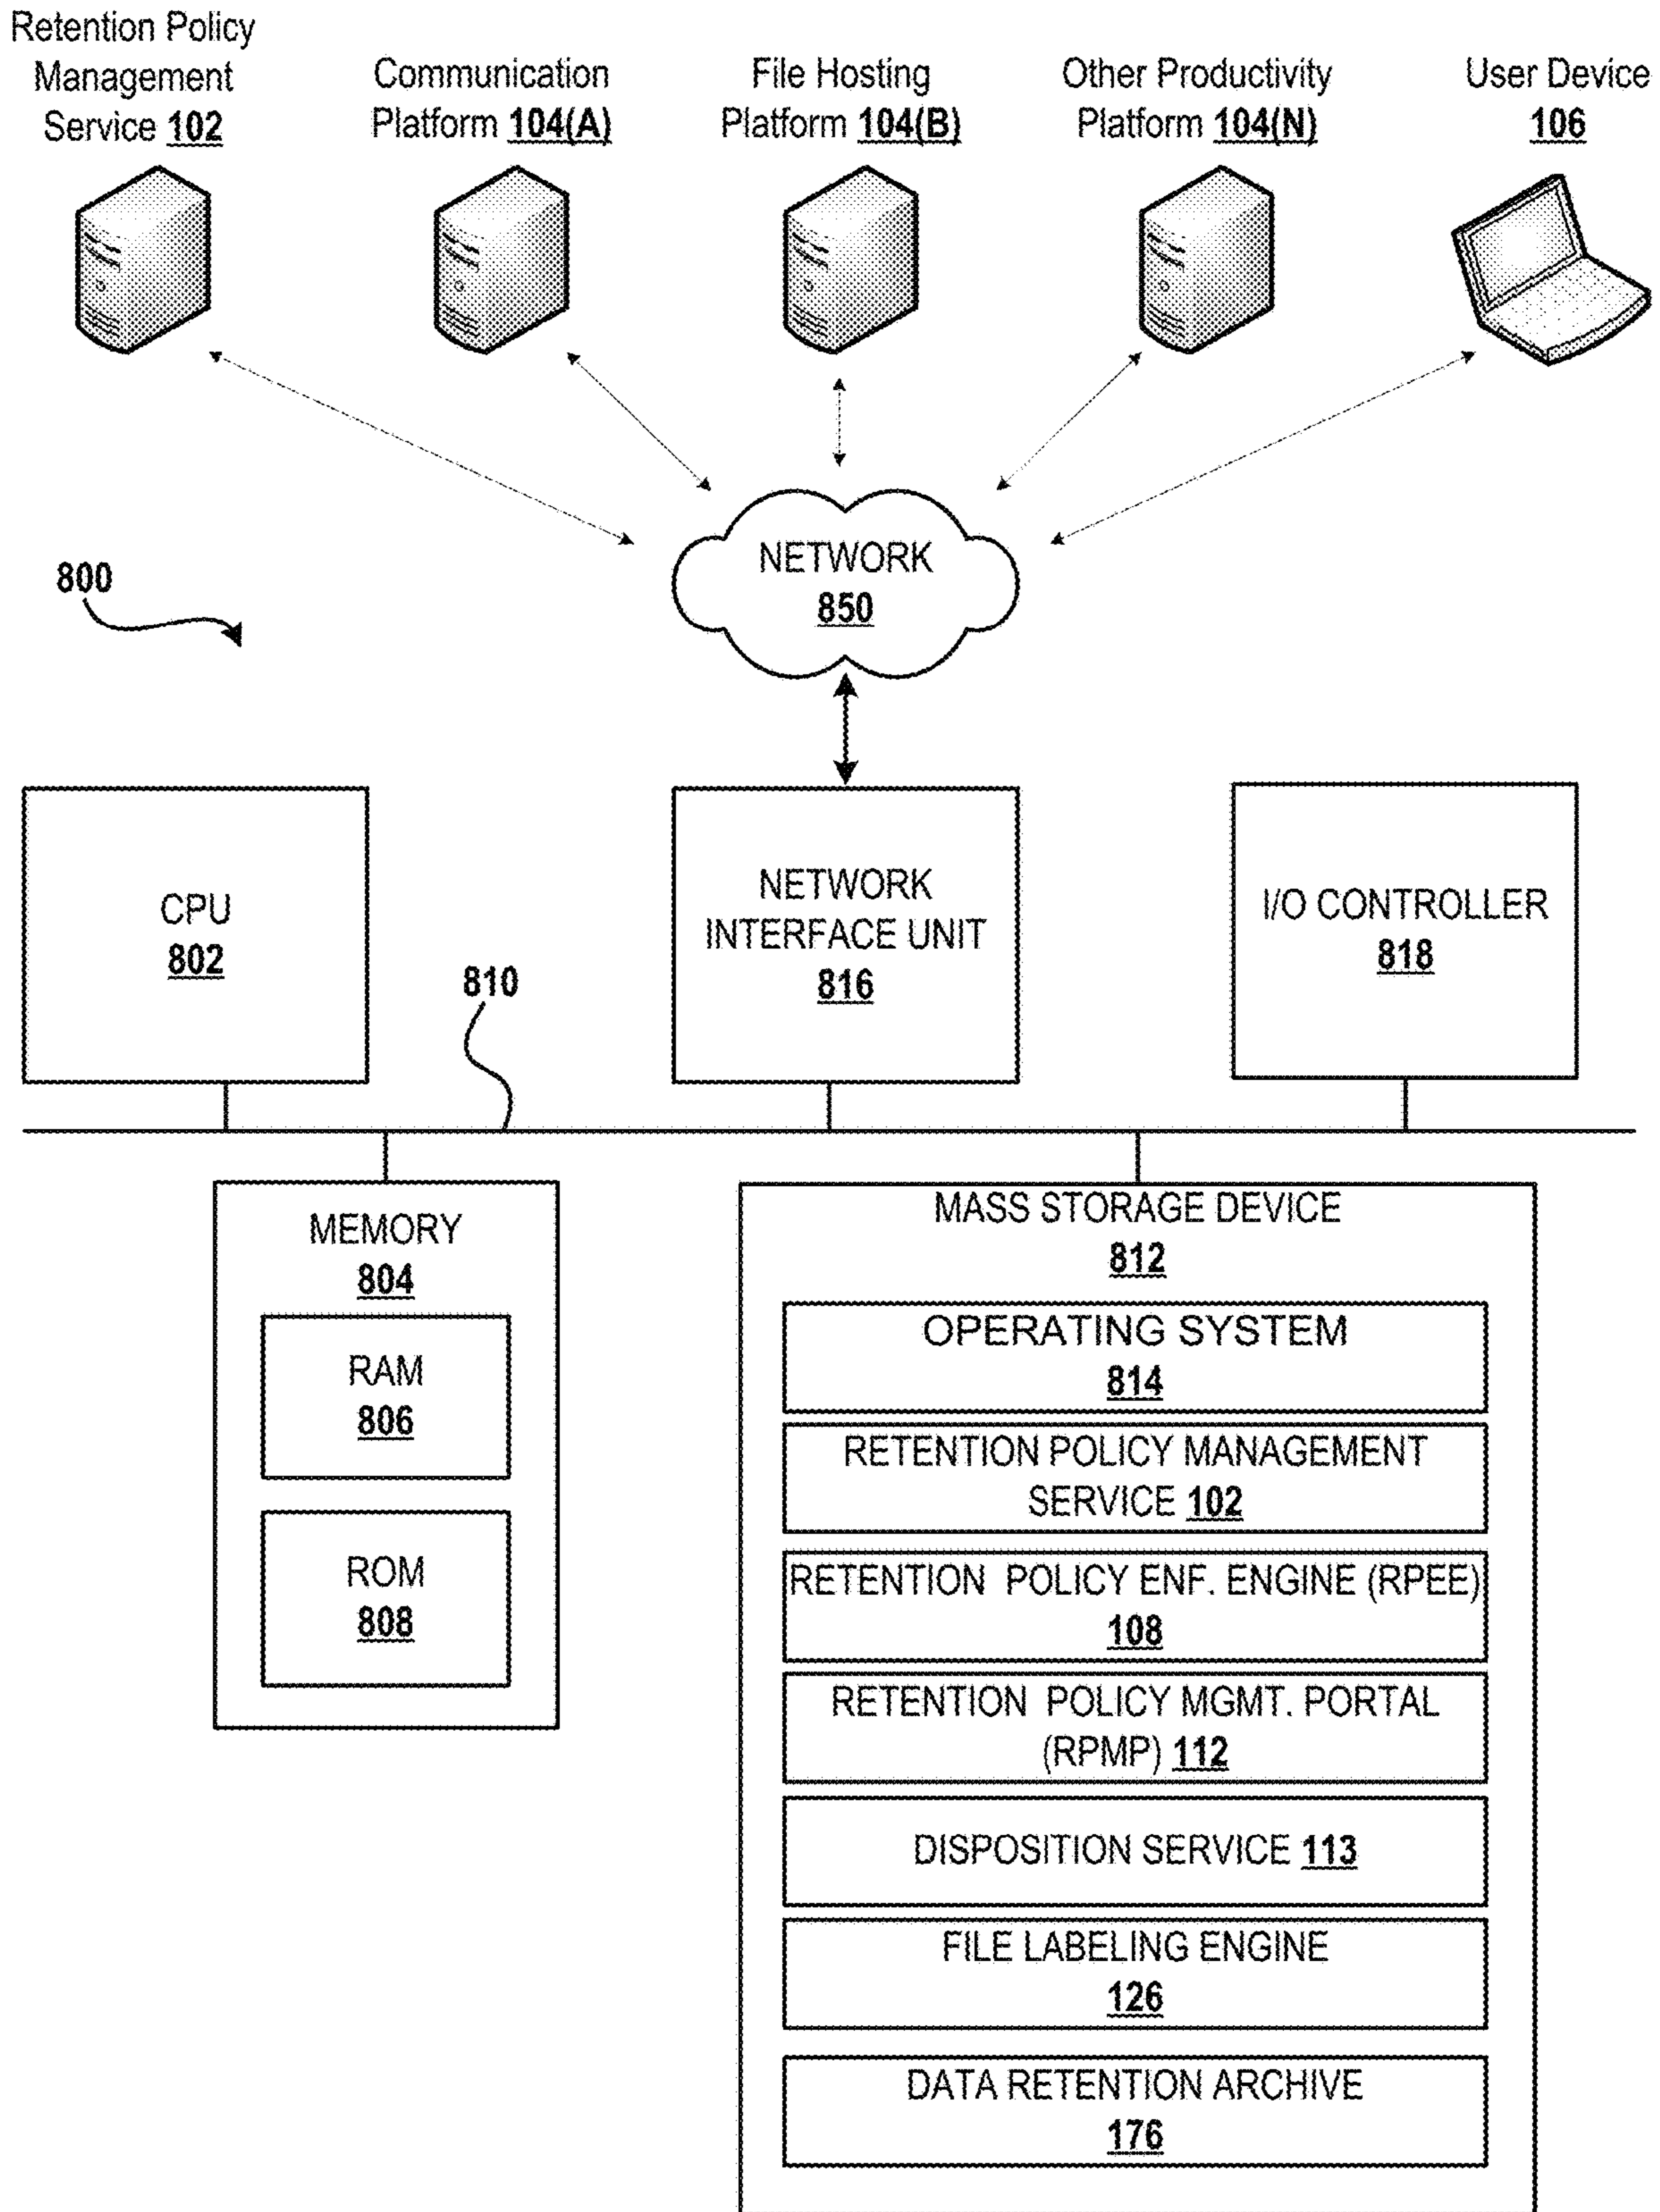 Retention Policy
Management
Service 102
Communication
Platform 104(A)
File Hosting
Platform 104(B)
Other Productivity
Platform 104(N)
User Device
106
NETWORK
850
800
CPU
802
NETWORK
INTERFACE UNIT
816
I/O CONTROLLER
818
810
MEMORY
804
RAM
806
ROM
808
MASS STORAGE DEVICE
812
OPERATING SYSTEM
814
RETENTION POLICY MANAGEMENT
SERVICE 102
RETENTION POLICY ENF. ENGINE (RPEE)
108
RETENTION POLICY MGMT. PORTAL
(RPMP) 112
DISPOSITION SERVICE 113
FILE LABELING ENGINE
126
DATA RETENTION ARCHIVE
176